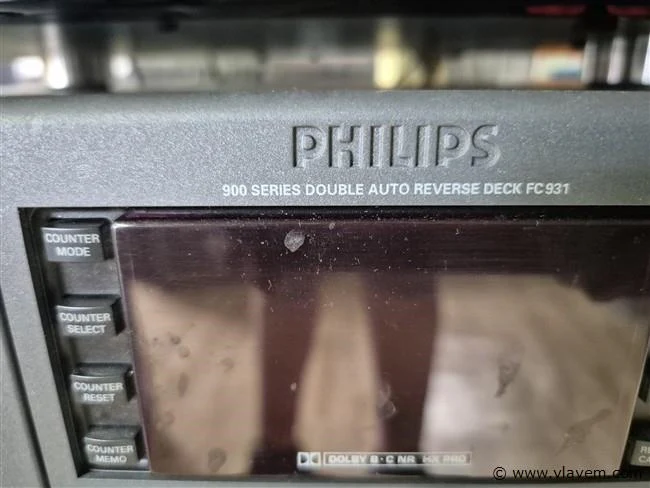 PHILIPS
900 SERIES DOUBLE AUTO REVERSE DECK FC931
COUNTER
MODE
COUNTER
SELECT
COUNTER
RESET
COUNTER
MEMO
DOLBY B·C NR HX PRO
© www.vlavem.com